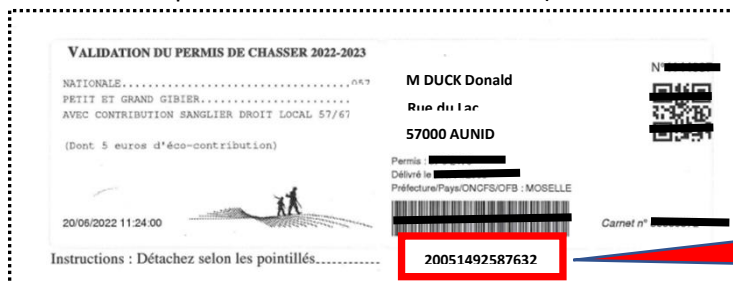 VALIDATION DU PERMIS DE CHASSER 2022-2023
NATIONALE..................................057
PETIT ET GRAND GIBIER......................
AVEC CONTRIBUTION SANGLIER DROIT LOCAL 57/67
(Dont 5 euros d'éco-contribution)
20/06/2022 11:24:00
M DUCK Donald
Rue du Lac
57000 AUNID
N°
Permis :
Délivré le
Préfecture/Pays/ONCFS/OFB : MOSELLE
Carnet n°
20051492587632
Instructions : Détachez selon les pointillés.............